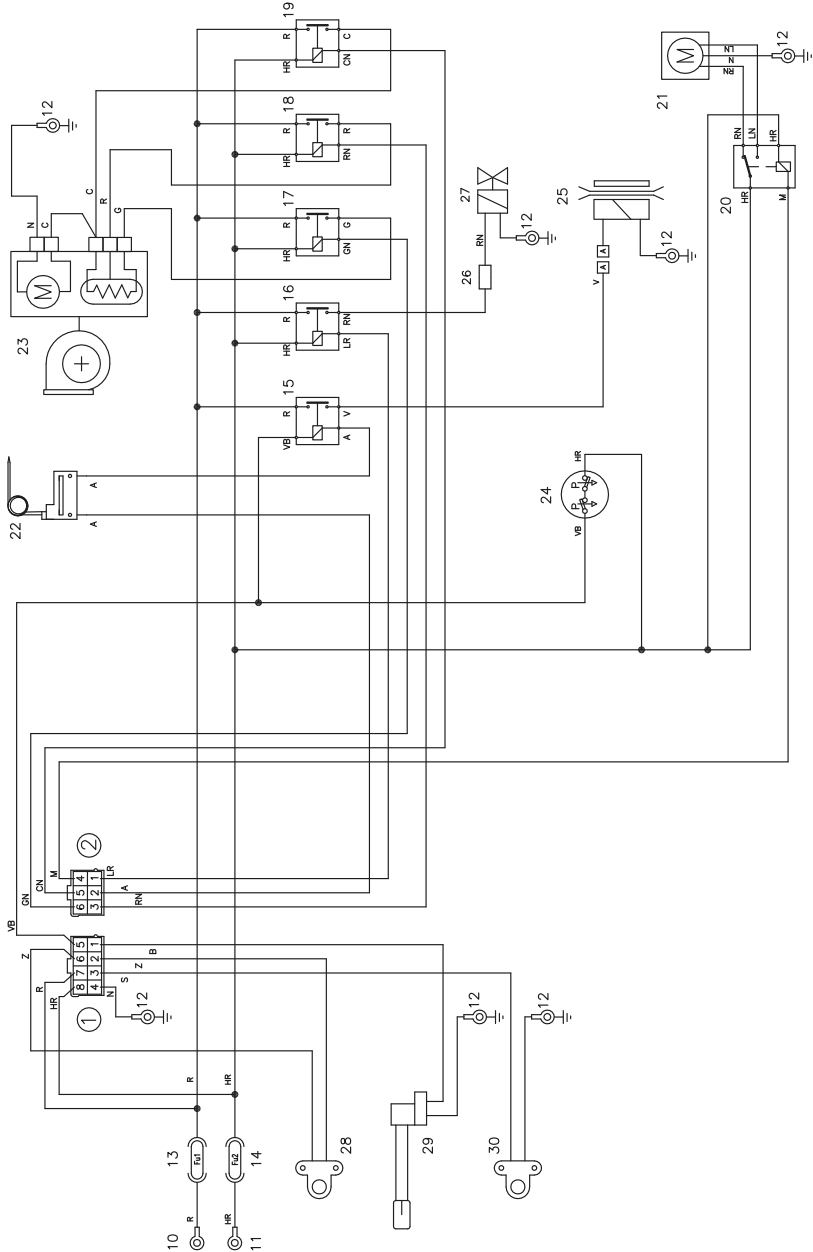 19
R
C
HR
CN
18
R
R
HR
RN
17
R
G
HR
GN
16
R
RN
HR
LR
15
R
V
VB
A
12
N
C
C
R
G
M
23
22
A
A
27
RN
26
12
25
A
A
V
12
24
P
P
HR
VB
M
21
12
LN
N
RN
RN
LN
HR
20
HR
M
2
M
CN
GN
4
5
6
1
2
3
LR
A
RN
1
VB
Z
R
HR
5
6
7
8
1
2
3
4
B
Z
S
N
12
R
HR
13
Fu1
Fu2
14
R
HR
10
11
28
29
12
30
12